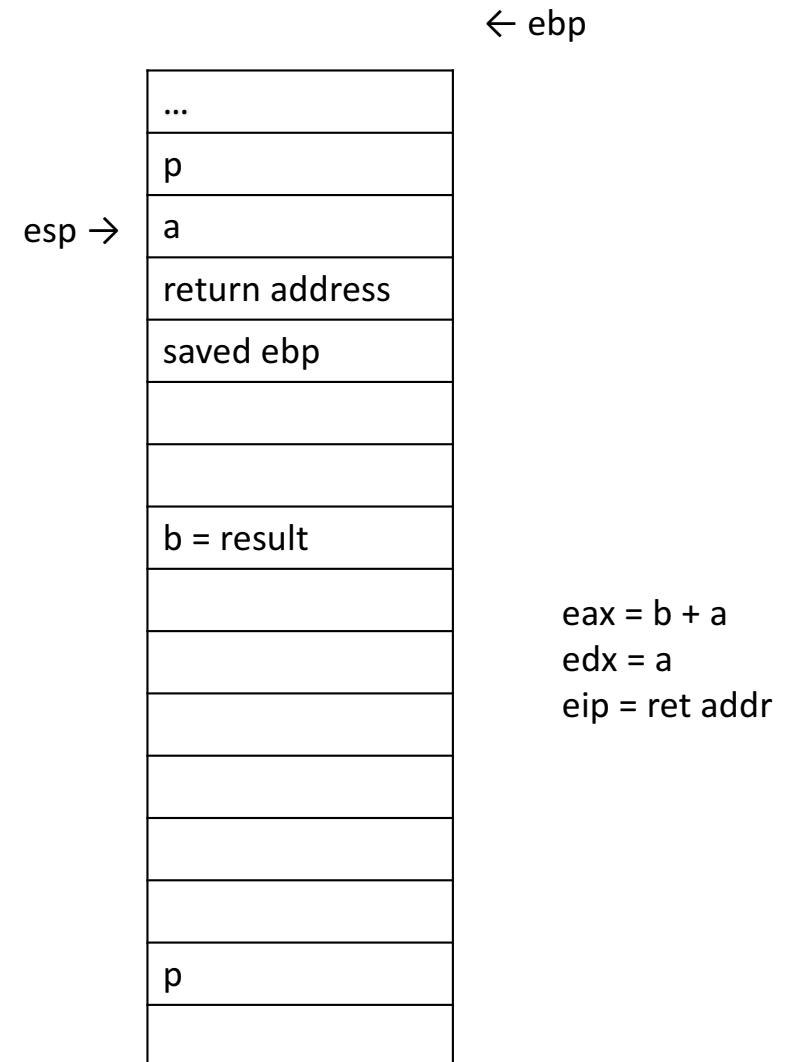 ← ebp
...
p
esp → a
return address
saved ebp
b = result
eax = b + a
edx = a
eip = ret addr
p